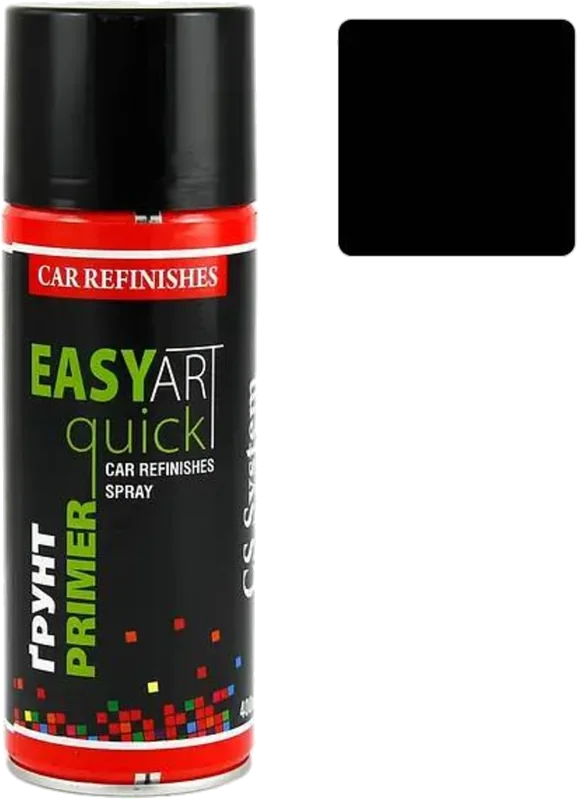 CAR REFINISHES
EASYART
quick
CAR REFINISHES
SPRAY
ҐРУНТ
PRIMER
CS System